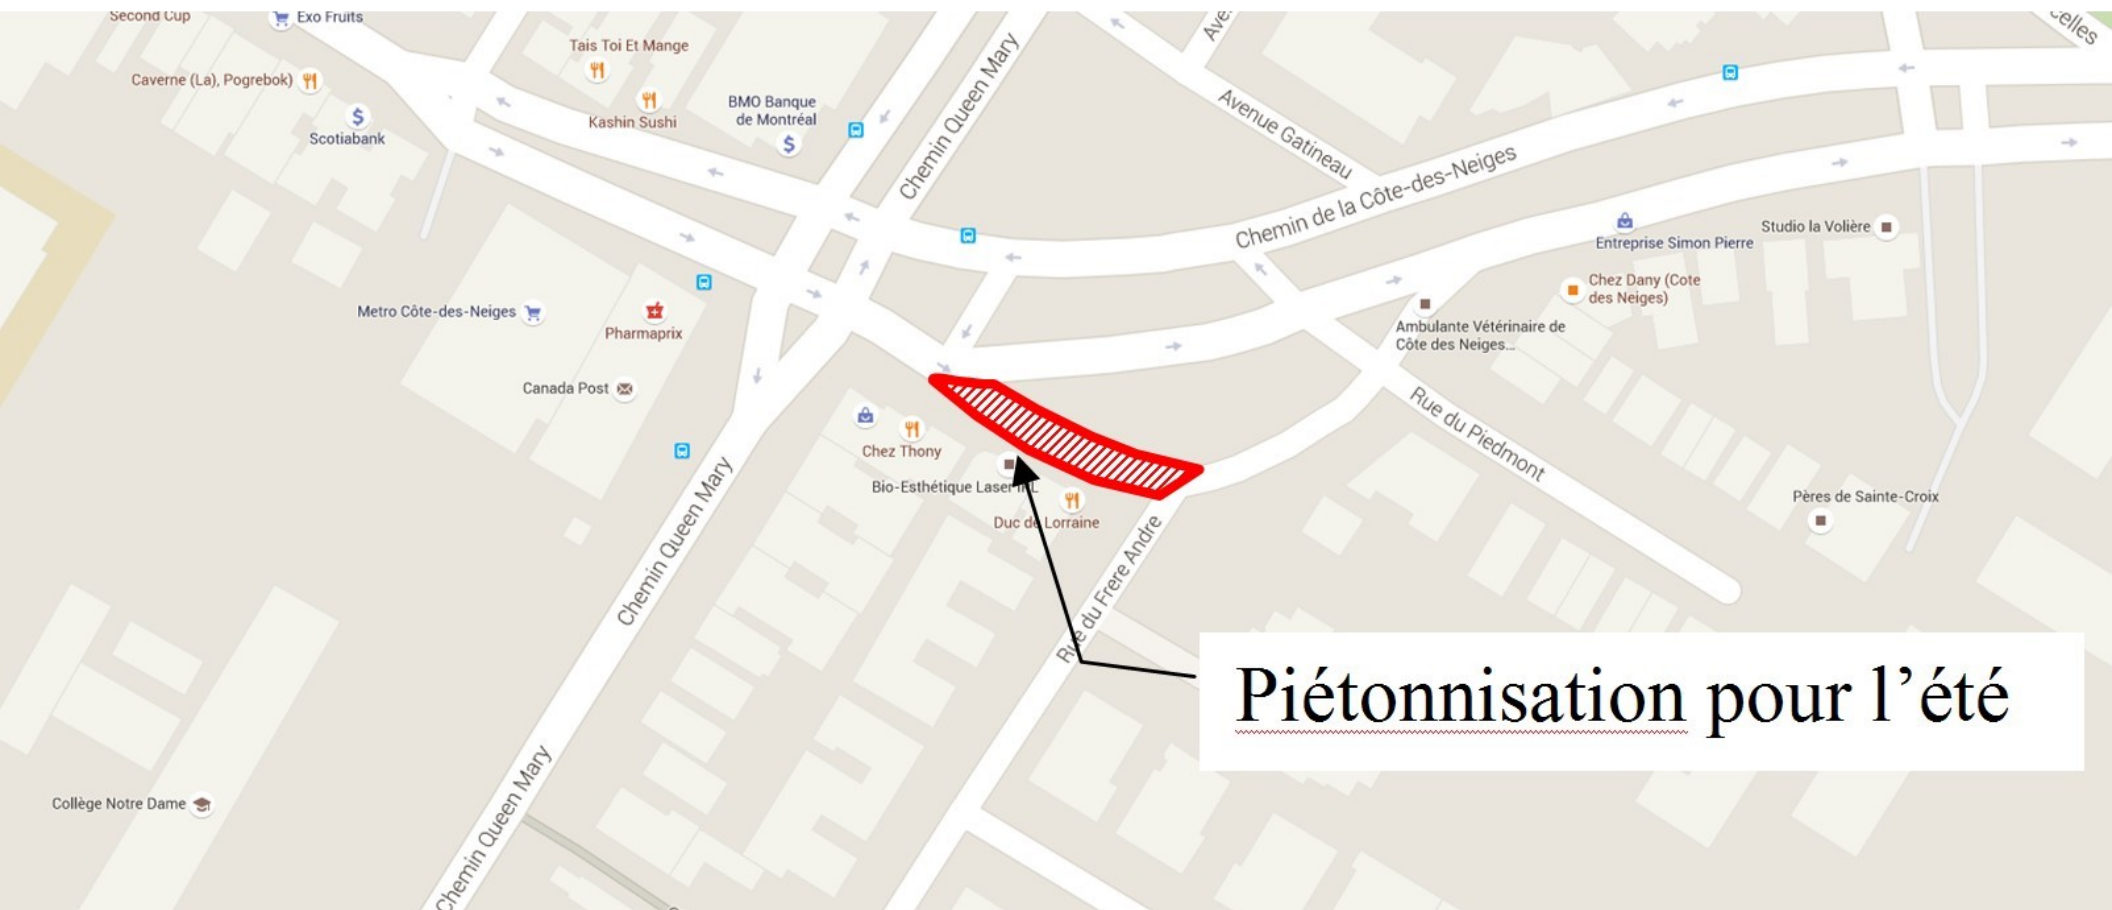 Second Cup
Exo Fruits
Caverne (La), Pogrebok)
Scotiabank
Tais Toi Et Mange
Kashin Sushi
BMO Banque
de Montréal
$
$
Chemin Queen Mary
Avenue Gatineau
Chemin de la Côte-des-Neiges
Entreprise Simon Pierre
Studio la Volière
Chez Dany (Cote
des Neiges)
Metro Côte-des-Neiges
Pharmaprix
Ambulante Vétérinaire de
Côte des Neiges...
Canada Post
Rue du Piedmont
Chez Thony
Bio-Esthétique Laser
Duc de Lorraine
Pères de Sainte-Croix
Chemin Queen Mary
Rue du Frere Andre
Piétonnisation pour l'été
Collège Notre Dame
Chemin Queen Mary